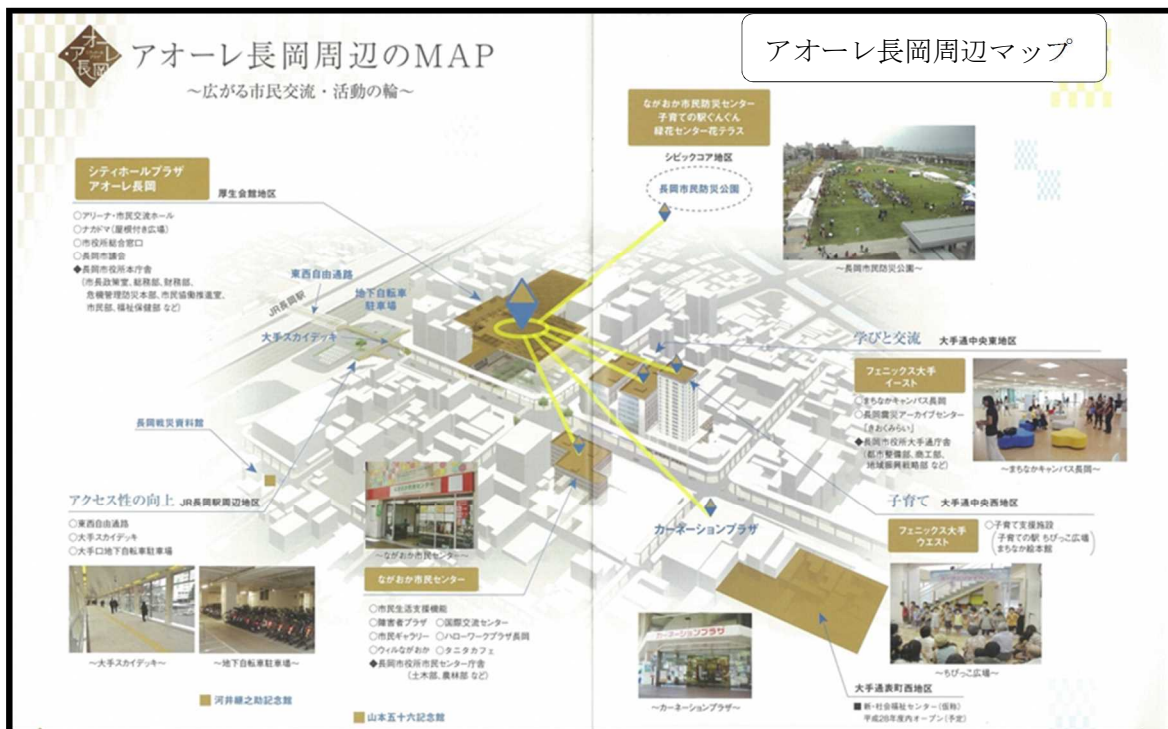 アオーレ長岡
アオーレ長岡周辺のMAP
～広がる市民交流・活動の輪～
アオーレ長岡周辺マップ
シティホールプラザ
アオーレ長岡
厚生会館地区
○アリーナ・市民交流ホール
○ナカドマ(屋根付き広場)
○市役所総合窓口
○長岡市議会
◆長岡市役所本庁舎
(市長政策室、総務部、財務部、
危機管理防災本部、市民協働推進室、
市民部、福祉保健部 など)
ながおか市民防災センター
子育ての駅ぐんぐん
緑花センター花テラス
シビックコア地区
長岡市民防災公園
～長岡市民防災公園～
東西自由通路
JR長岡駅
地下自転車
駐車場
大手スカイデッキ
長岡戦災資料館
アクセス性の向上 JR長岡駅周辺地区
○東西自由通路
○大手スカイデッキ
○大手口地下自転車駐車場
～大手スカイデッキ～
～地下自転車駐車場～
河井継之助記念館
山本五十六記念館
～ながおか市民センター～
ながおか市民センター
○市民生活支援機能
○障害者プラザ ○国際交流センター
○市民ギャラリー ○ハローワークプラザ長岡
○ウィルながおか ○タニタカフェ
◆長岡市役所市民センター庁舎
(土木部、農林部 など)
学びと交流 大手通中央東地区
フェニックス大手
イースト
○まちなかキャンパス長岡
○長岡震災アーカイブセンター
「きおくみらい」
◆長岡市役所大手通庁舎
(都市整備部、商工部、
地域振興戦略部 など)
～まちなかキャンパス長岡～
子育て 大手通中央西地区
フェニックス大手
ウエスト
○子育て支援施設
(子育ての駅 ちびっこ広場
まちなか絵本館)
～ちびっこ広場～
カーネーションプラザ
カーネーションプラザ
～カーネーションプラザ～
大手通表町西地区
■新・社会福祉センター(仮称)
平成28年度内オープン(予定)